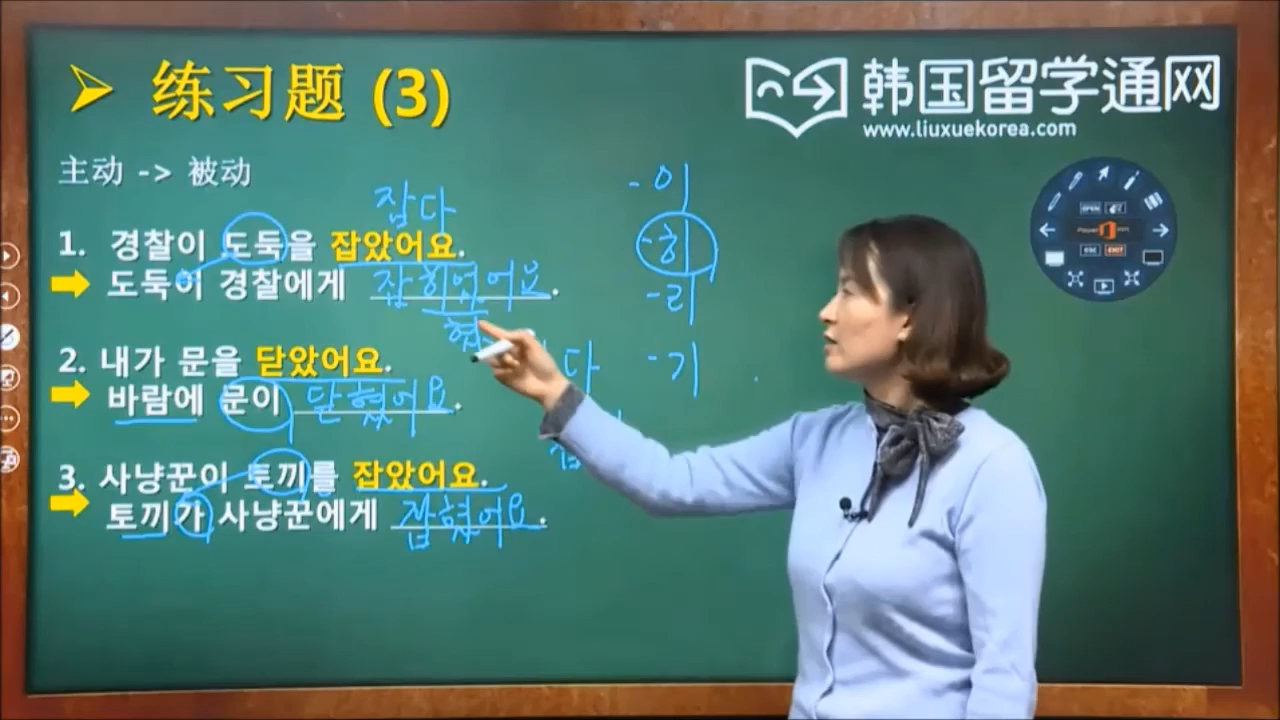 练习题 (3)
韩国留学通网
www.liuxuekorea.com
主动 -> 被动
잡다
1. 경찰이 도둑을 잡았어요.
도둑이 경찰에게 잡히었어요.
혔
2. 내가 문을 닫았어요.
바람에 문이 닫혔어요.
3. 사냥꾼이 토끼를 잡았어요.
토끼가 사냥꾼에게 잡혔어요.
-이
-히
-리
-기
다